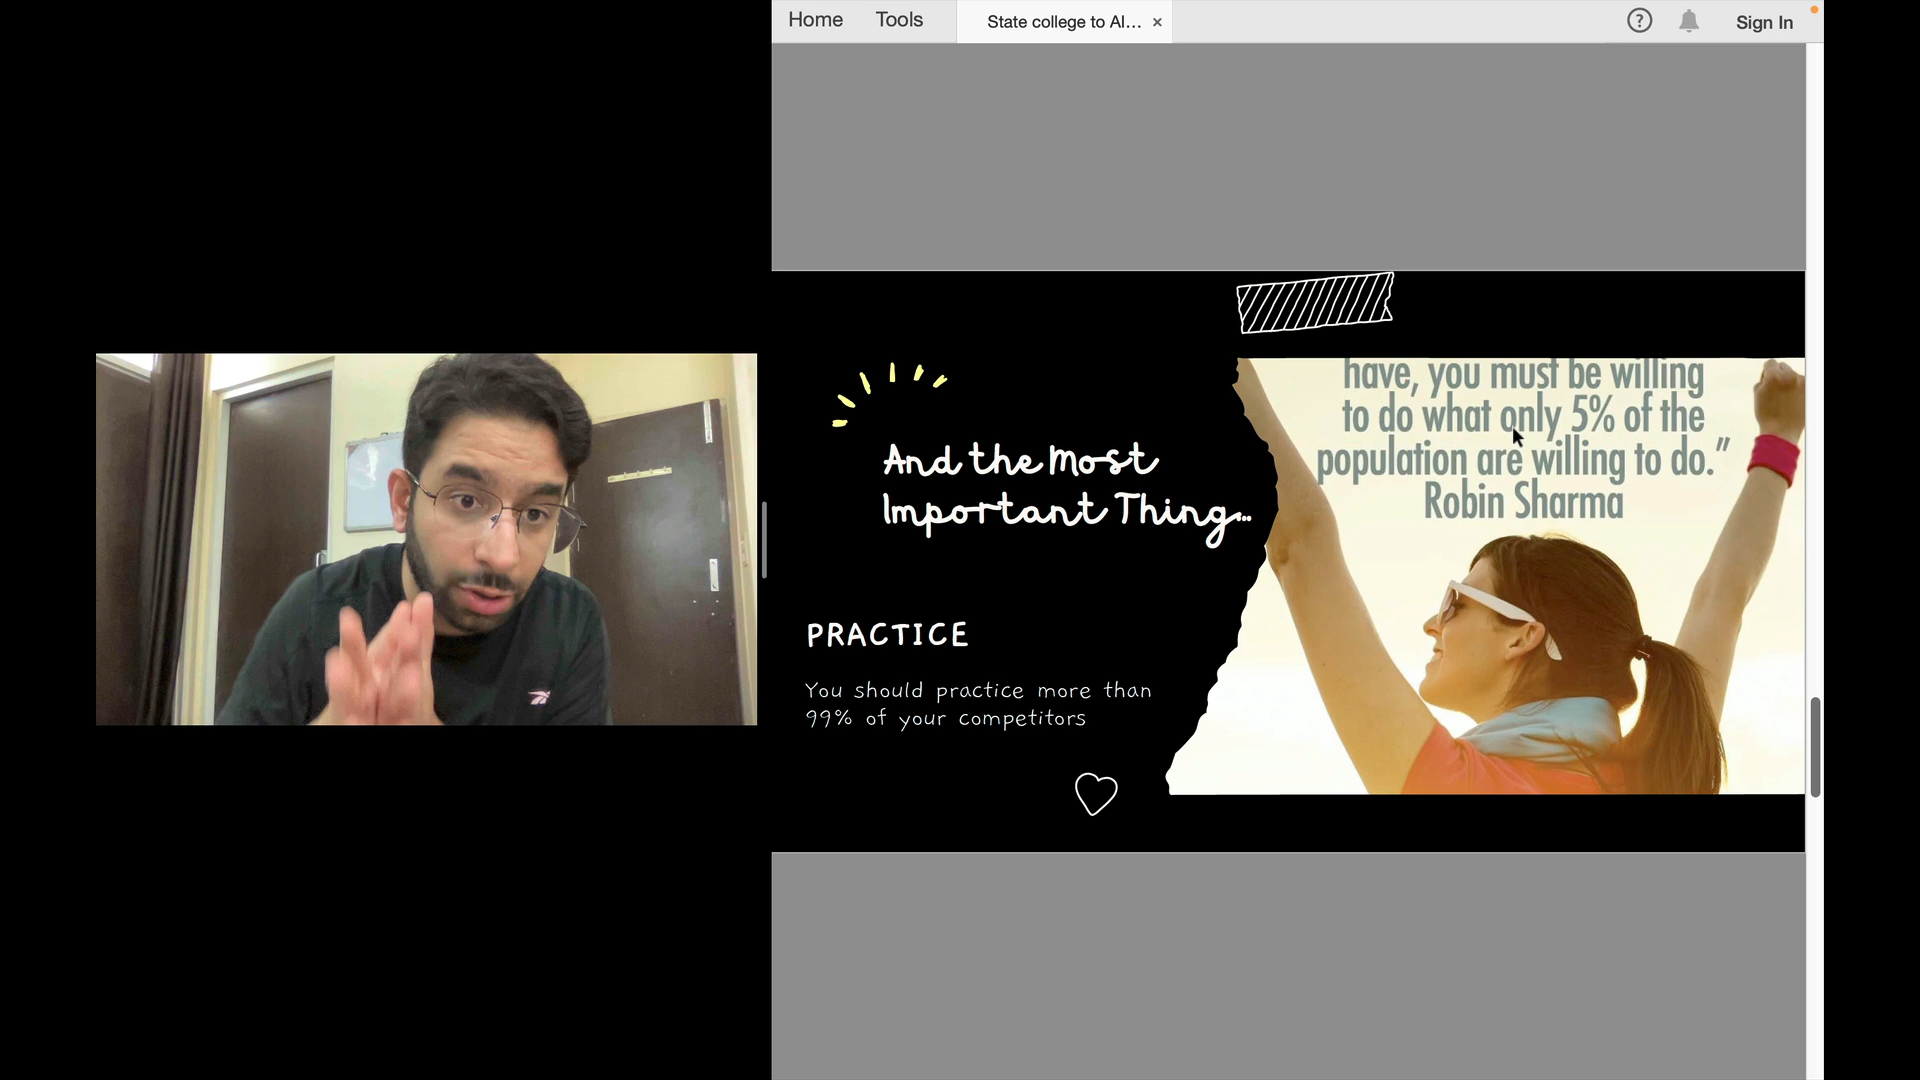 Home Tools State college to AI... × ? Sign In
And the Most
Important Thing...
PRACTICE
You should practice more than
99% of your competitors
have, you must be willing
to do what only 5% of the
population are willing to do.”
Robin Sharma